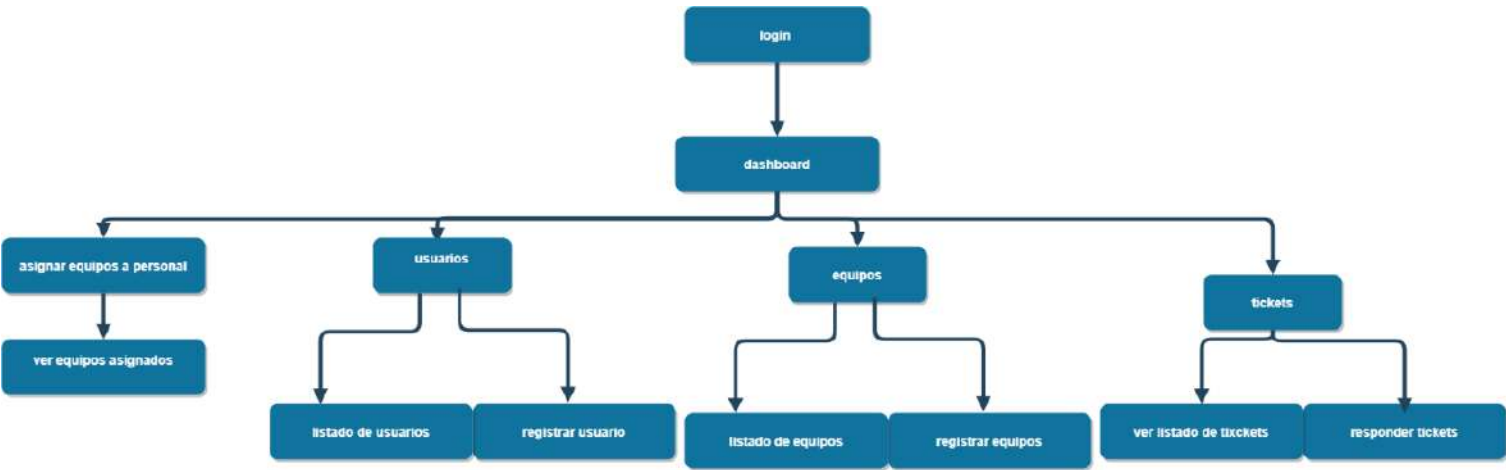 login
dashboard
asignar equipos a personal
usuarios
equipos
tickets
ver equipos asignados
listado de usuarios
registrar usuario
listado de equipos
registrar equipos
ver listado de tixckets
responder tickets